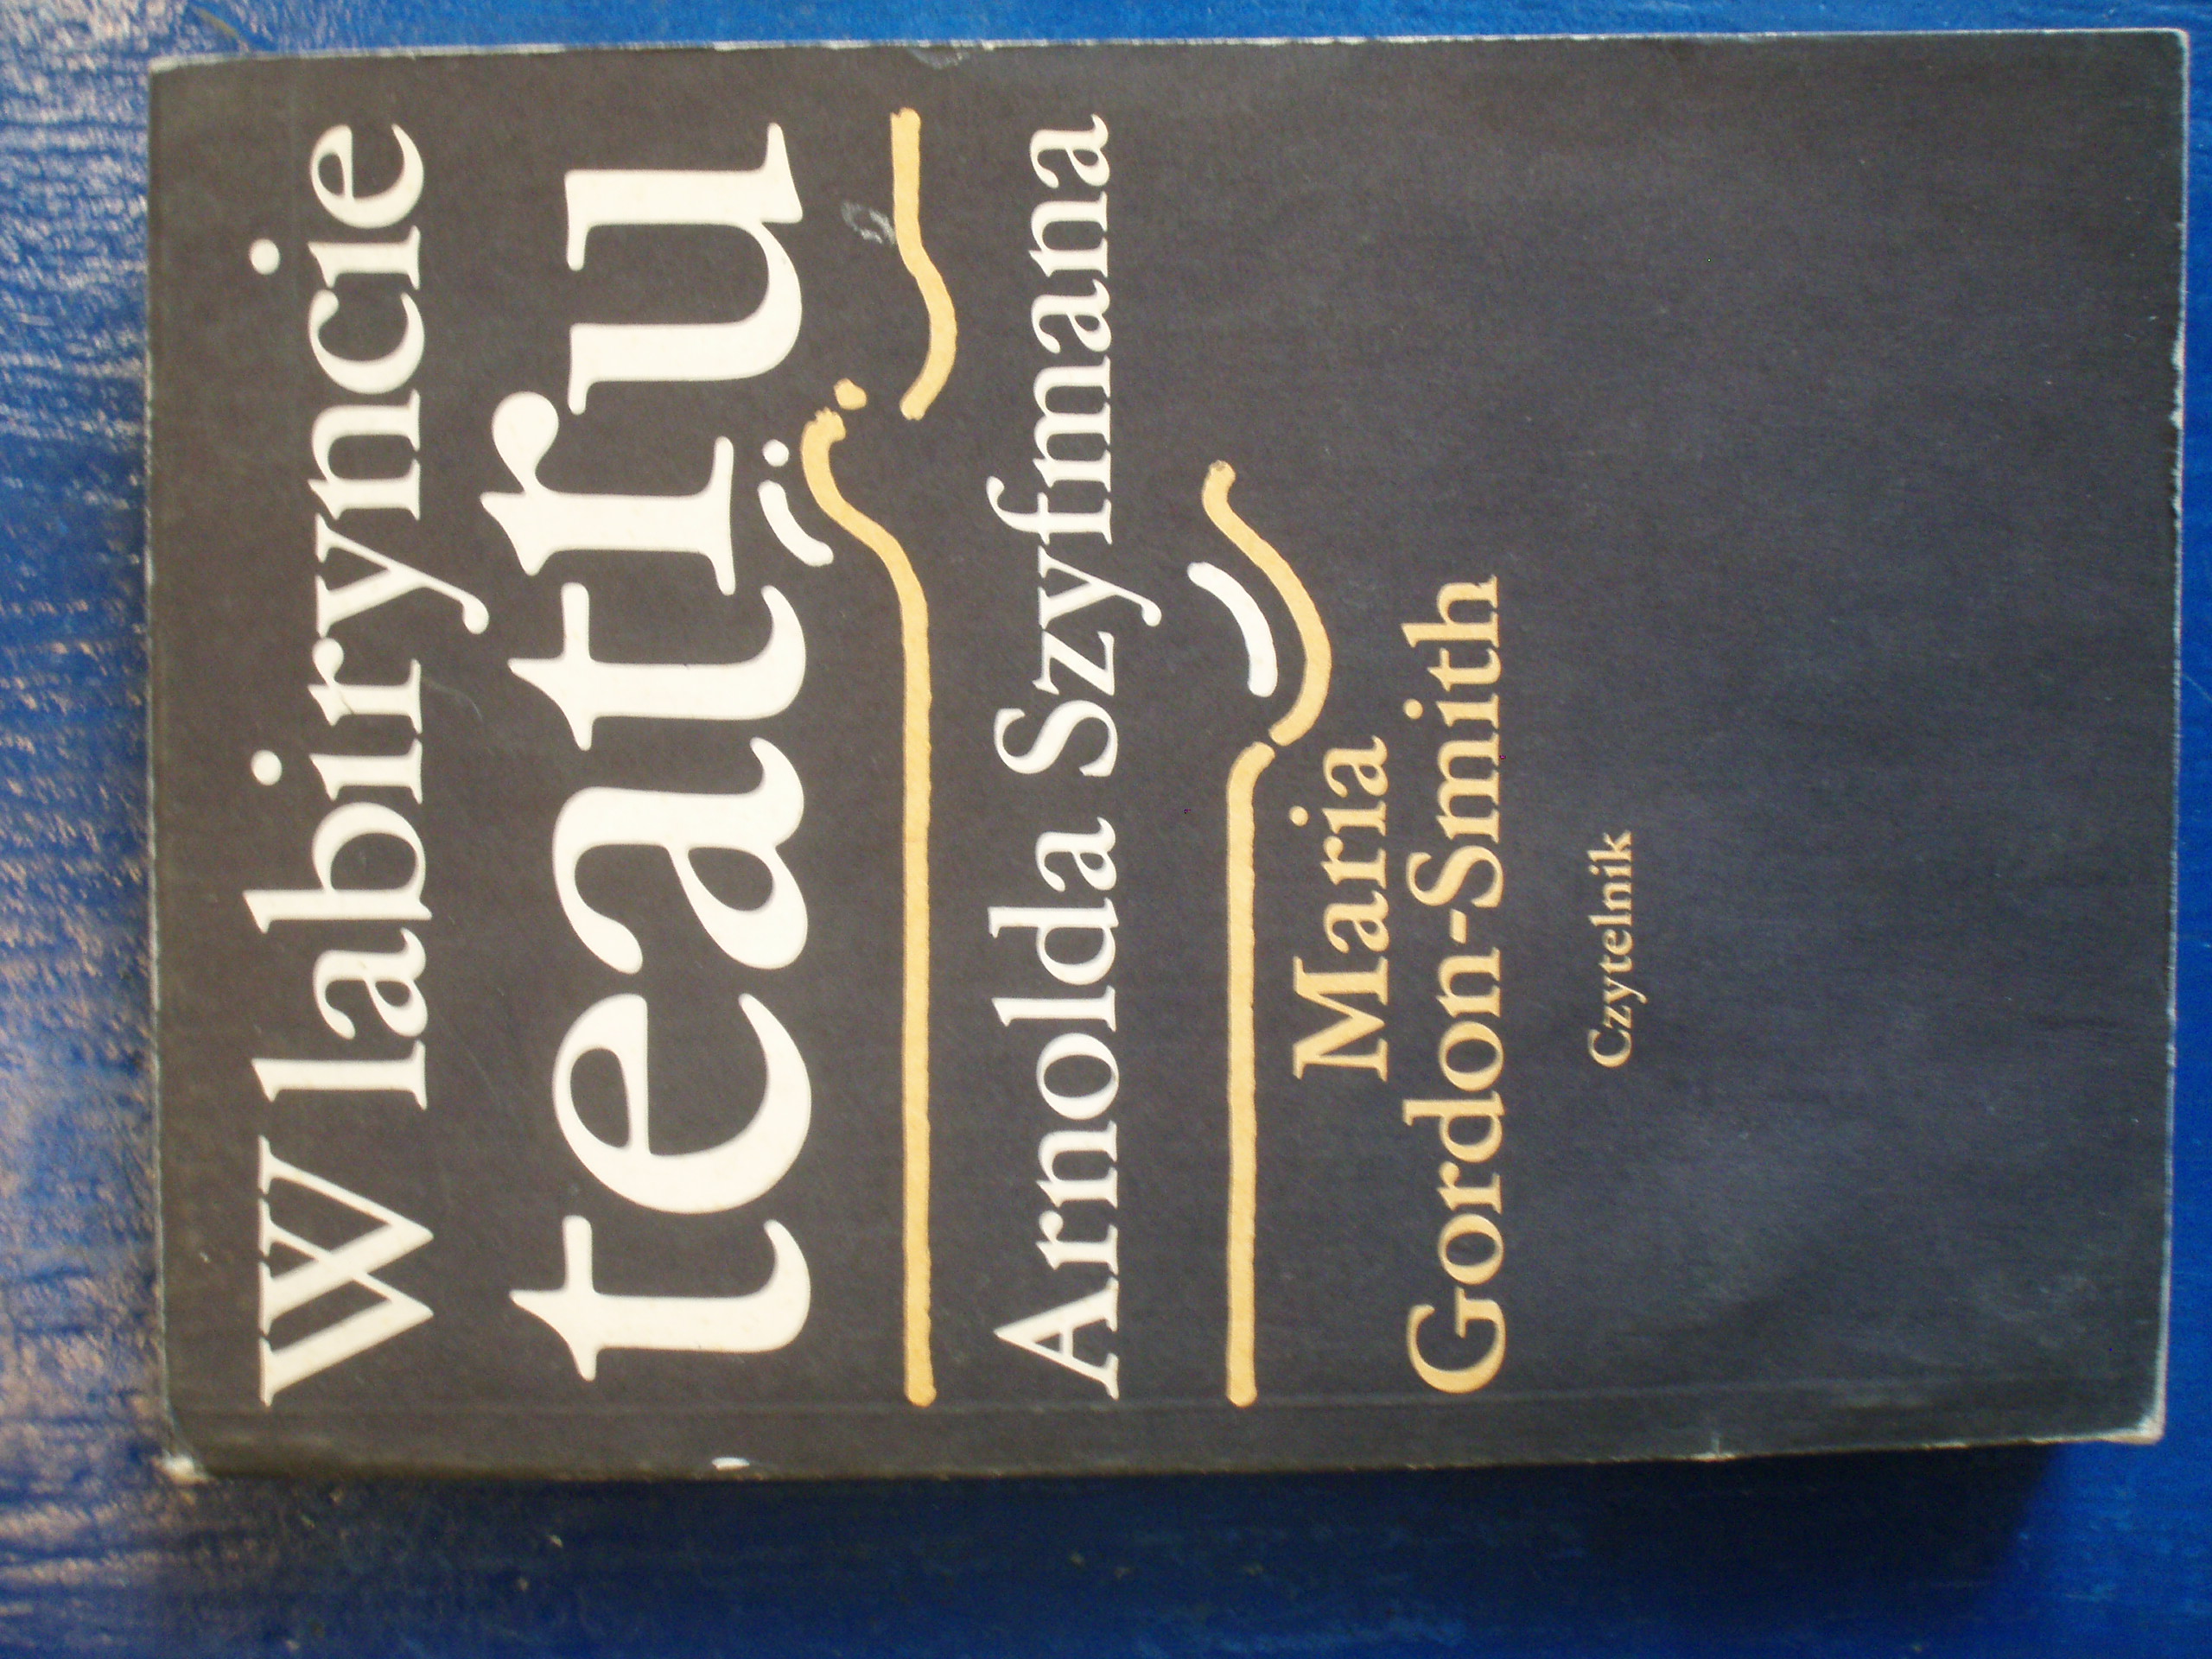 W labiryncie
teatru
Arnolda Szyfmana
Maria
Gordon-Smith
Czytelnik